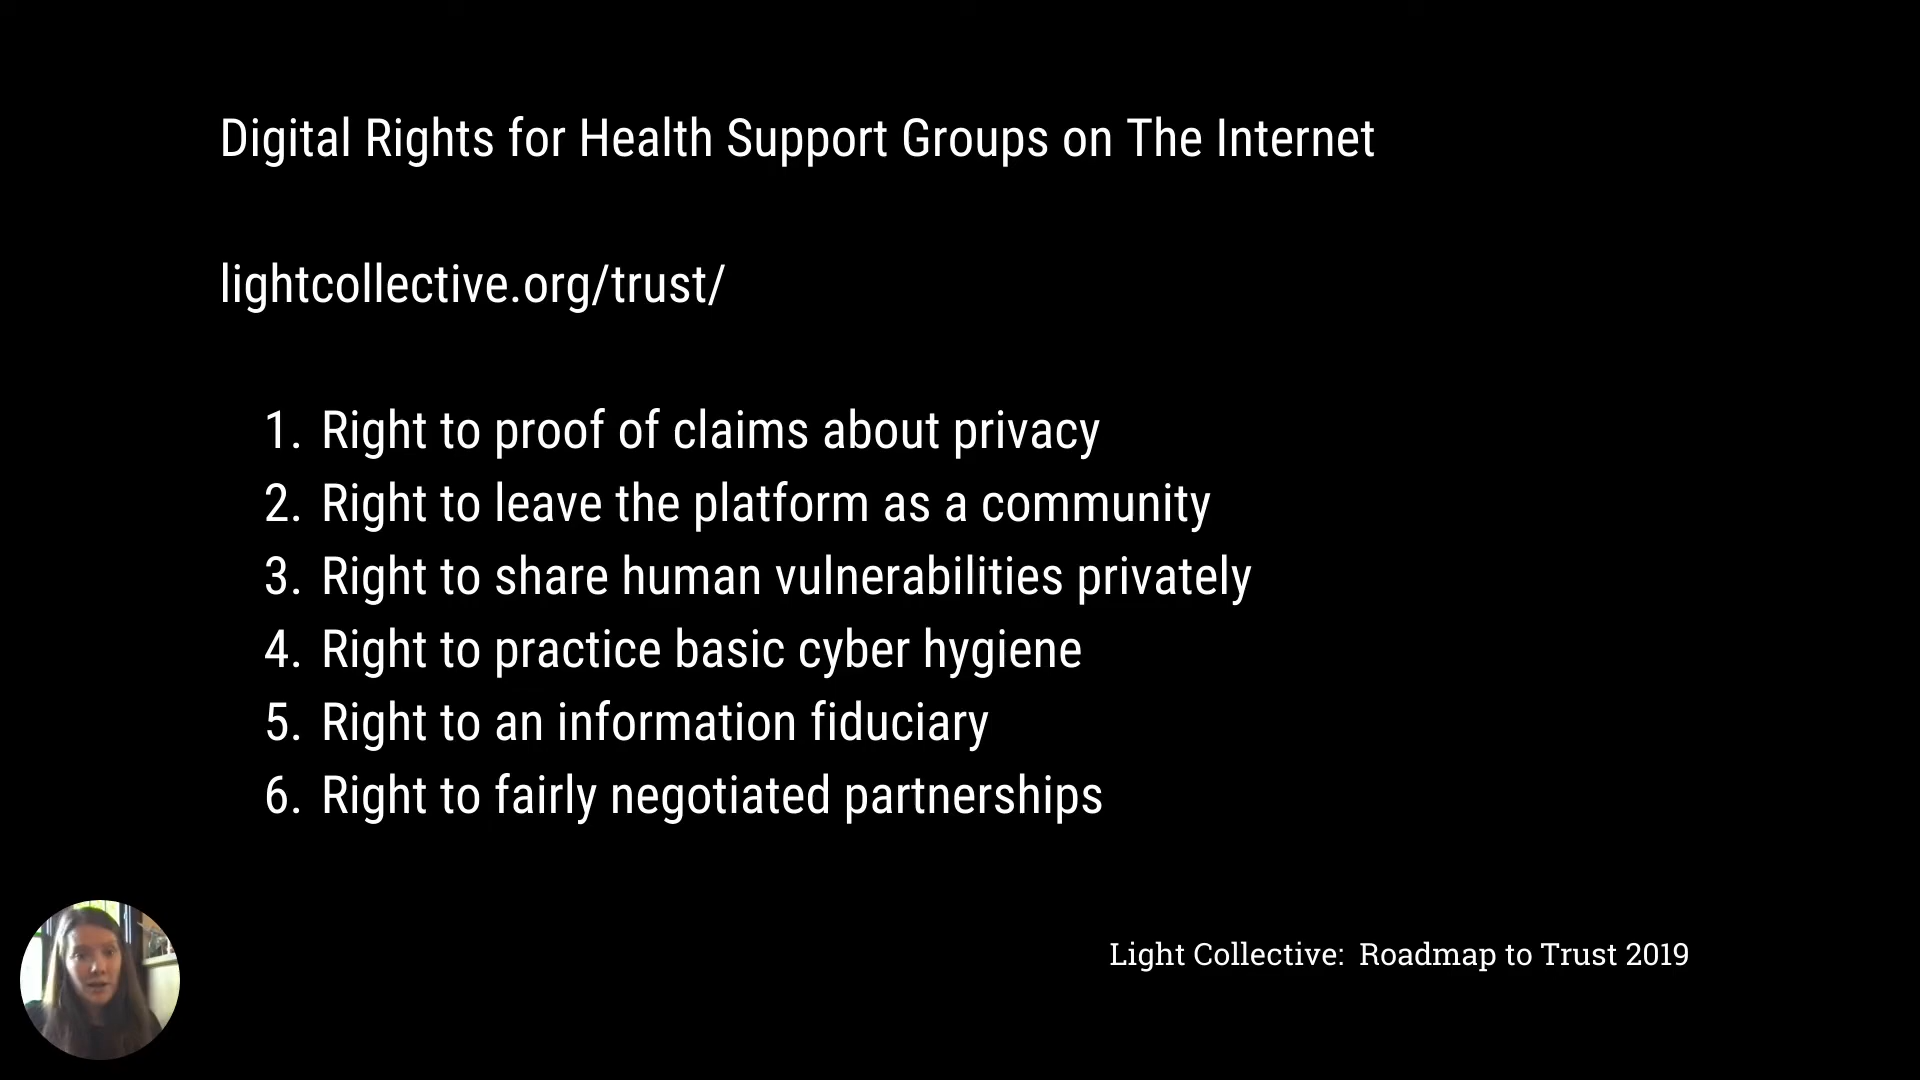 Digital Rights for Health Support Groups on The Internet
lightcollective.org/trust/
1. Right to proof of claims about privacy
2. Right to leave the platform as a community
3. Right to share human vulnerabilities privately
4. Right to practice basic cyber hygiene
5. Right to an information fiduciary
6. Right to fairly negotiated partnerships
Light Collective: Roadmap to Trust 2019